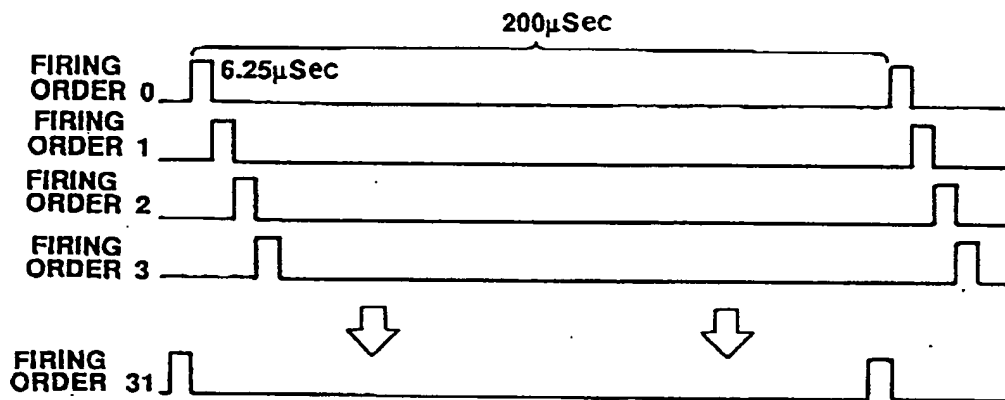 200µSec
FIRING
ORDER 0
6.25µSec
FIRING
ORDER 1
FIRING
ORDER 2
FIRING
ORDER 3
FIRING
ORDER 31